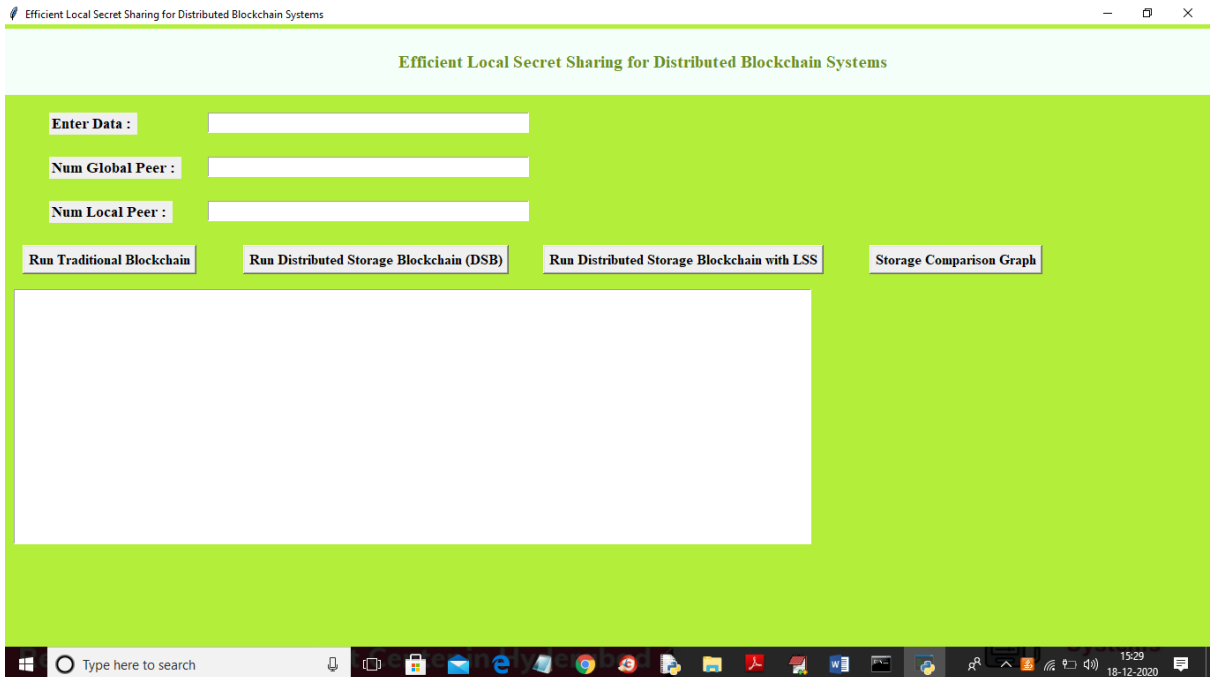 Efficient Local Secret Sharing for Distributed Blockchain Systems
Efficient Local Secret Sharing for Distributed Blockchain Systems
Enter Data :
Num Global Peer :
Num Local Peer :
Run Traditional Blockchain Run Distributed Storage Blockchain (DSB) Run Distributed Storage Blockchain with LSS Storage Comparison Graph
Type here to search
15:29
18-12-2020